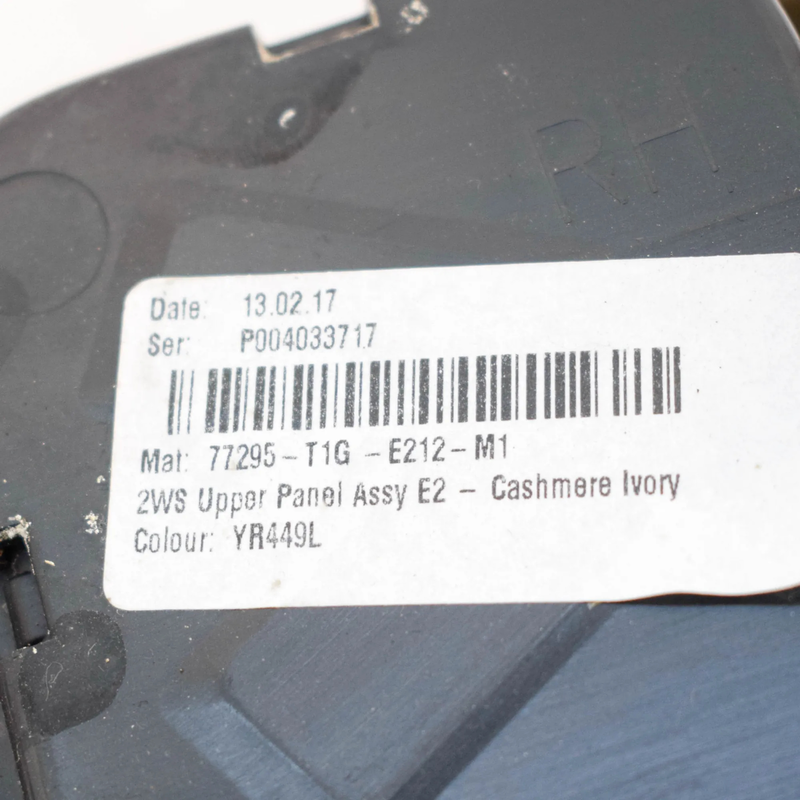 RH
Date: 13.02.17
Ser: P004033717
Mat: 77295-T1G -E212-M1
2WS Upper Panel Assy E2 - Cashmere Ivory
Colour: YR449L